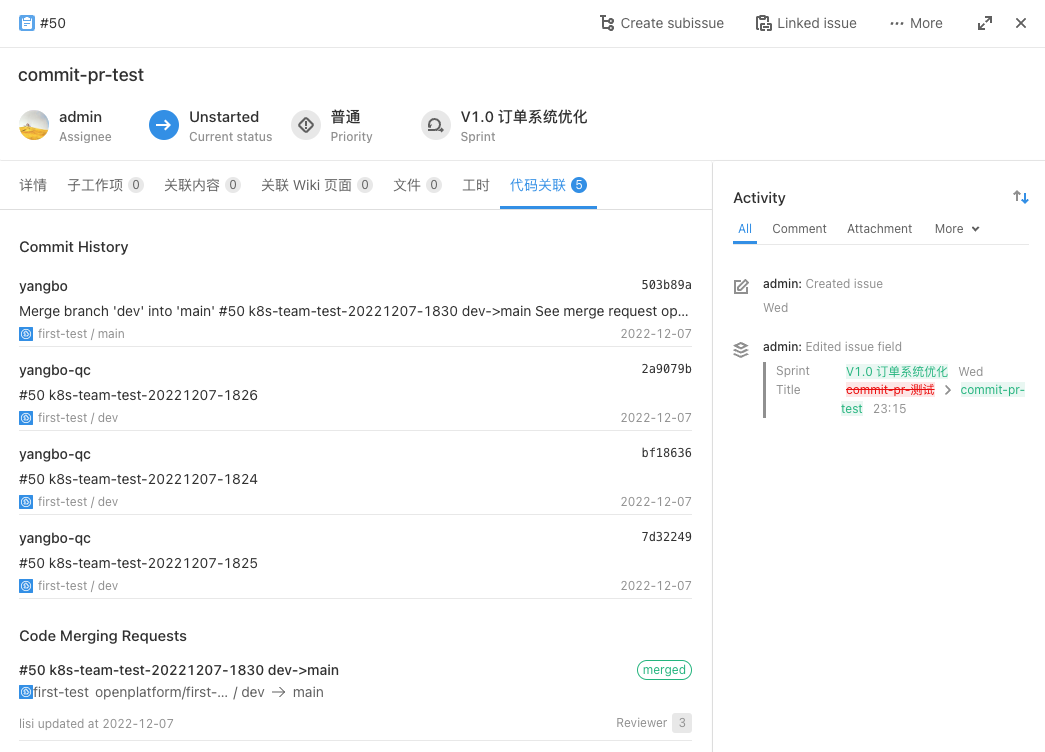 #50
Create subissue
Linked issue
More
commit-pr-test
admin
Assignee
Unstarted
Current status
普通
Priority
V1.0 订单系统优化
Sprint
详情
子工作项 0
关联内容 0
关联 Wiki 页面 0
文件 0
工时
代码关联 5
Commit History
yangbo 503b89a
Merge branch 'dev' into 'main' #50 k8s-team-test-20221207-1830 dev->main See merge request op...
first-test / main 2022-12-07
yangbo-qc 2a9079b
#50 k8s-team-test-20221207-1826
first-test / dev 2022-12-07
yangbo-qc bf18636
#50 k8s-team-test-20221207-1824
first-test / dev 2022-12-07
yangbo-qc 7d32249
#50 k8s-team-test-20221207-1825
first-test / dev 2022-12-07
Code Merging Requests
#50 k8s-team-test-20221207-1830 dev->main merged
first-test openplatform/first-... / dev → main
lisi updated at 2022-12-07 Reviewer 3
Activity
All Comment Attachment More
admin: Created issue
Wed
admin: Edited issue field
Sprint V1.0 订单系统优化 Wed
Title commit-pr-测试 > commit-pr-
test 23:15